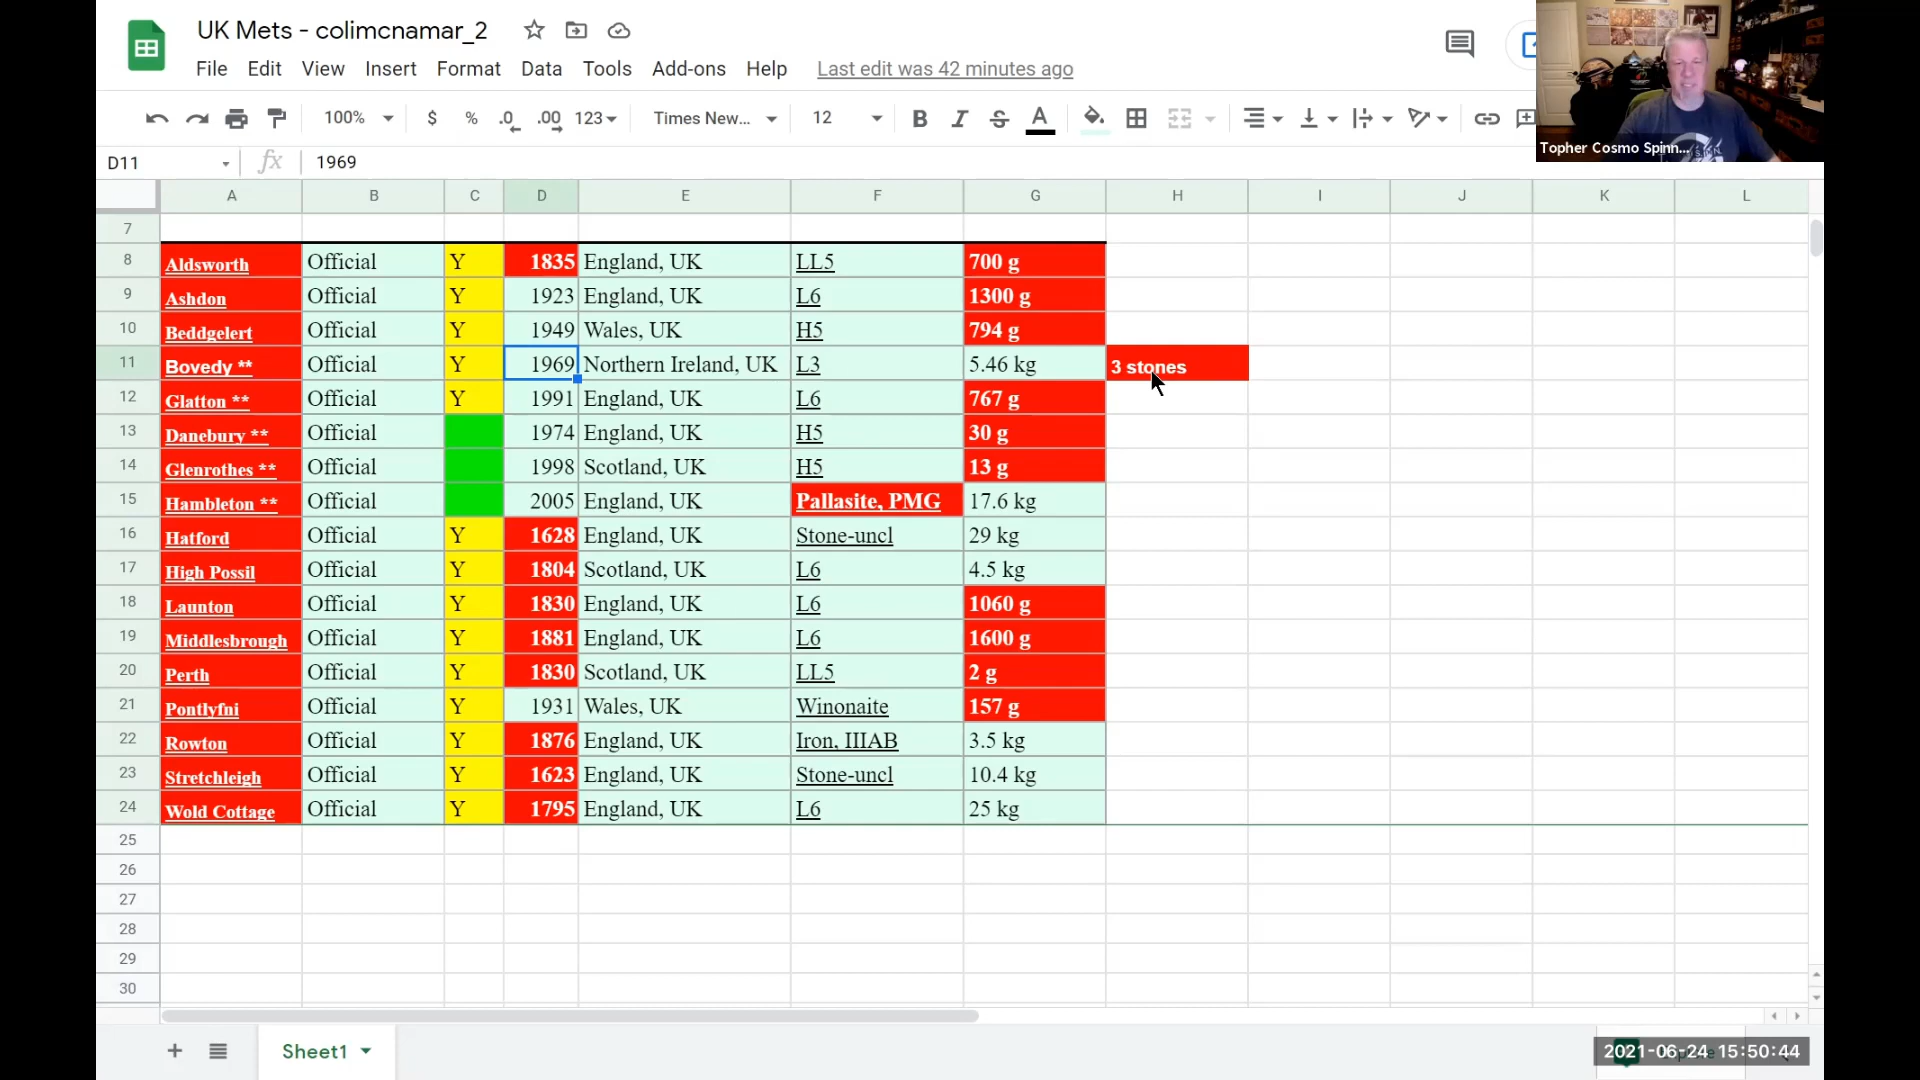 UK Mets - colimcnamar_2
File Edit View Insert Format Data Tools Add-ons Help Last edit was 42 minutes ago
100% $ % .0 .00 123 Times New... 12 B I S A
Topher Cosmo Spinn...
D11 fx 1969
A B C D E F G H I J K L
7
8 Aldsworth Official Y 1835 England, UK LL5 700 g
9 Ashdon Official Y 1923 England, UK L6 1300 g
10 Beddgelert Official Y 1949 Wales, UK H5 794 g
11 Bovedy ** Official Y 1969 Northern Ireland, UK L3 5.46 kg 3 stones
12 Glatton ** Official Y 1991 England, UK L6 767 g
13 Danebury ** Official 1974 England, UK H5 30 g
14 Glenrothes ** Official 1998 Scotland, UK H5 13 g
15 Hambleton ** Official 2005 England, UK Pallasite, PMG 17.6 kg
16 Hatford Official Y 1628 England, UK Stone-uncl 29 kg
17 High Possil Official Y 1804 Scotland, UK L6 4.5 kg
18 Launton Official Y 1830 England, UK L6 1060 g
19 Middlesbrough Official Y 1881 England, UK L6 1600 g
20 Perth Official Y 1830 Scotland, UK LL5 2 g
21 Pontlyfni Official Y 1931 Wales, UK Winonaite 157 g
22 Rowton Official Y 1876 England, UK Iron, IIIAB 3.5 kg
23 Stretchleigh Official Y 1623 England, UK Stone-uncl 10.4 kg
24 Wold Cottage Official Y 1795 England, UK L6 25 kg
25
26
27
28
29
30
Sheet1
2021-06-24 15:50:44